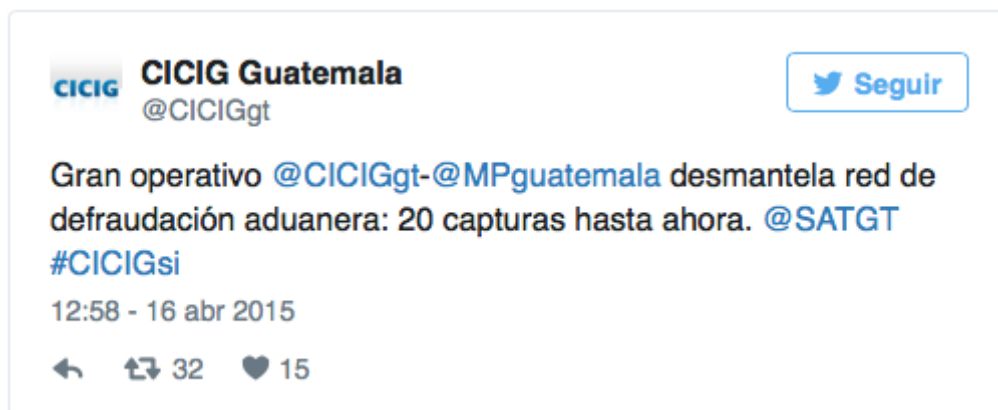 CICIG
CICIG Guatemala
@CICIGgt
Seguir
Gran operativo @CICIGgt-@MPguatemala desmantela red de
defraudación aduanera: 20 capturas hasta ahora. @SATGT
#CICIGsi
12:58 - 16 abr 2015
32 15